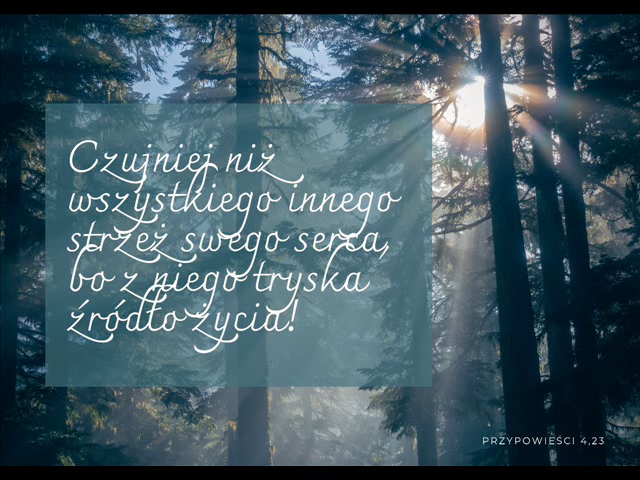 Czujniej niż
wszystkiego innego
strzeż swego serca,
bo z niego tryska
źródło życia!
PRZYPOWIEŚCI 4,23